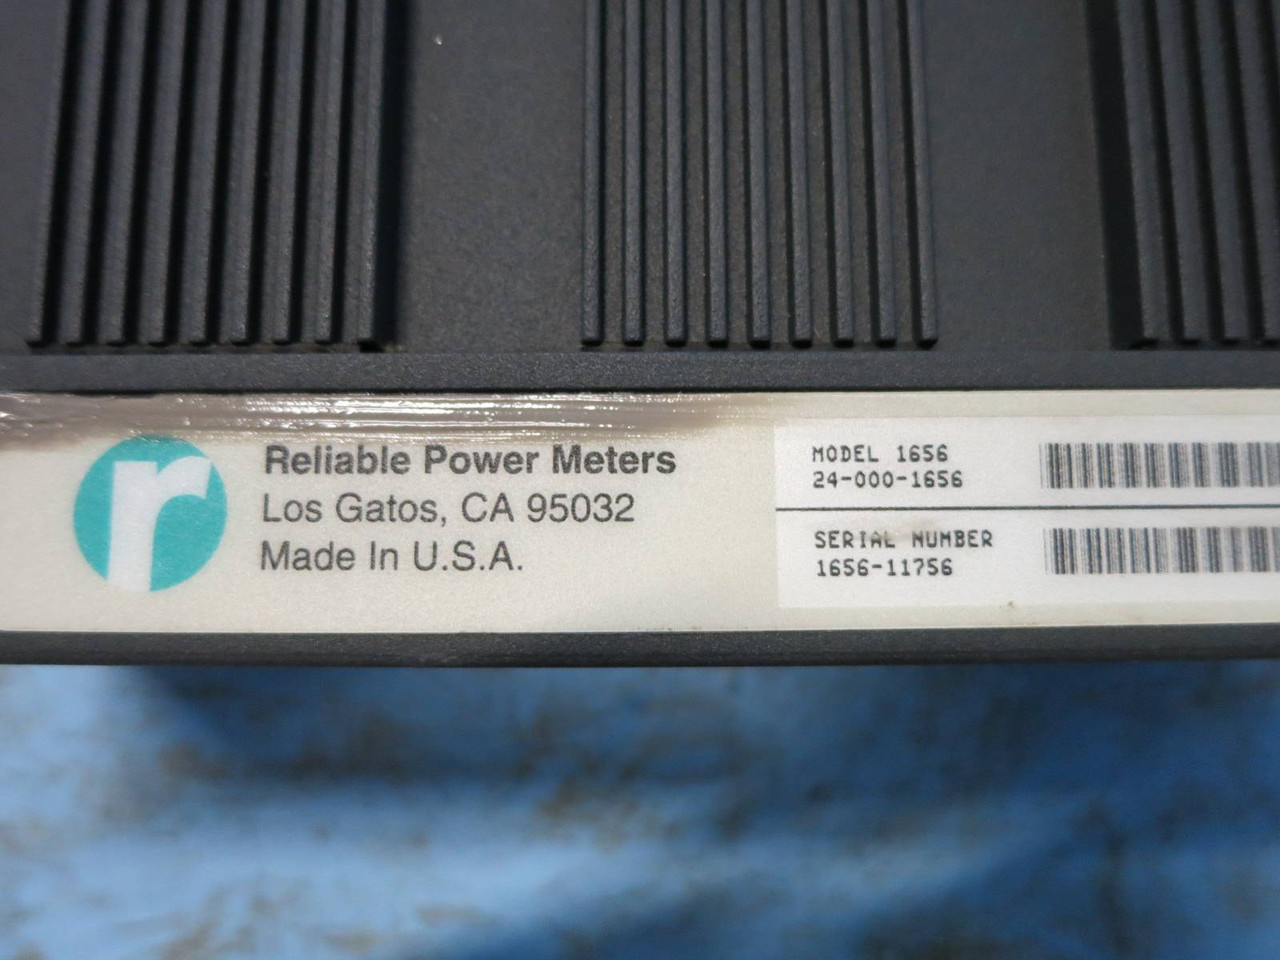 r
Reliable Power Meters
Los Gatos, CA 95032
Made In U.S.A.
MODEL 1656
24-000-1656
SERIAL NUMBER
1656-11756